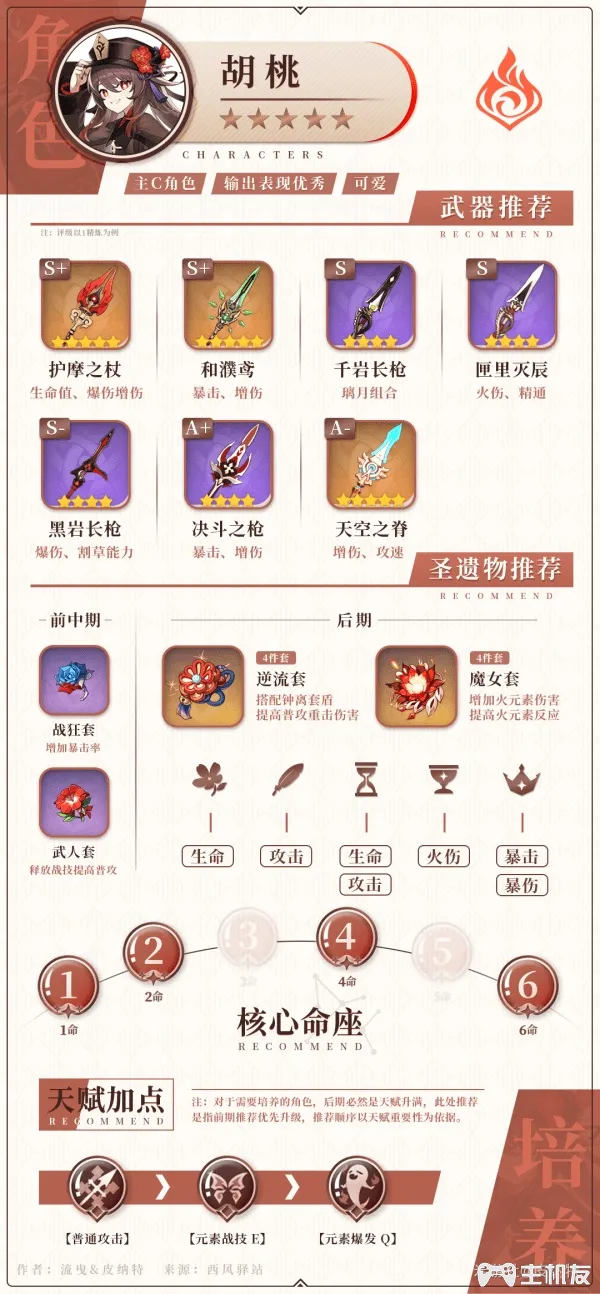 角色
胡桃
CHARACTERS
主C角色 输出表现优秀 可爱
武器推荐
RECOMMEND
注：评级以1精炼为例
S+ S+ S S
护摩之杖 和濮鸢 千岩长枪 匣里灭辰
生命值、爆伤增伤 暴击、增伤 璃月组合 火伤、精通
S- A+ A-
黑岩长枪 决斗之枪 天空之脊
爆伤、割草能力 暴击、增伤 增伤、攻速
圣遗物推荐
RECOMMEND
前中期
战狂套
增加暴击率
武人套
释放战技提高普攻
后期
4件套
逆流套
搭配钟离套盾
提高普攻重击伤害
4件套
魔女套
增加火元素伤害
提高火元素反应
生命 攻击 生命 火伤 暴击
攻击 暴伤
1 2 3 4 5 6
1命 2命 3命 4命 5命 6命
核心命座
RECOMMEND
天赋加点
RECOMMEND
注：对于需要培养的角色，后期必然是天赋升满，此处推荐
是指前期推荐优先升级，推荐顺序以天赋重要性为依据。
【普通攻击】 【元素战技 E】 【元素爆发 Q】
培养
作者：流曳&皮纳特 来源：西风驿站
主机友